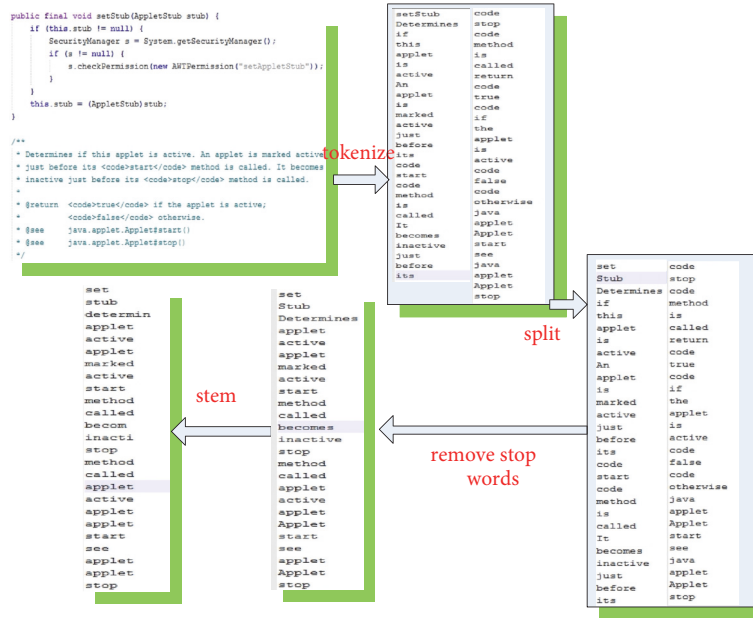 public final void setStub(AppletStub stub) {
if (this.stub != null) {
SecurityManager s = System.getSecurityManager();
if (s != null) {
s.checkPermission(new AWTPermission("setAppletStub"));
}
}
this.stub = (AppletStub)stub;
}
/**
* Determines if this applet is active. An applet is marked active
* just before its <code>start</code> method is called. It becomes
* inactive just before its <code>stop</code> method is called.
*
* @return <code>true</code> if the applet is active;
* <code>false</code> otherwise.
* @see java.applet.Applet#start()
* @see java.applet.Applet#stop()
*/
tokenize
setStub
Determines
if
this
applet
is
active
An
applet
is
marked
active
just
before
its
code
start
code
method
is
called
It
becomes
inactive
just
before
its
code
stop
code
method
is
called
return
code
true
code
if
the
applet
is
active
code
false
code
otherwise
java
applet
Applet
start
see
java
applet
Applet
stop
split
set
Stub
Determines
if
this
applet
is
active
An
applet
is
marked
active
just
before
its
code
start
code
method
is
called
It
becomes
inactive
just
before
its
code
stop
code
method
is
called
return
code
true
code
if
the
applet
is
active
code
false
code
otherwise
java
applet
Applet
start
see
java
applet
Applet
stop
remove stop
words
set
Stub
Determines
applet
active
applet
marked
active
start
method
called
becomes
inactive
stop
method
called
applet
active
applet
Applet
start
see
applet
Applet
stop
stem
set
stub
determin
applet
active
applet
marked
active
start
method
called
becom
inacti
stop
method
called
applet
active
applet
applet
start
see
applet
applet
stop